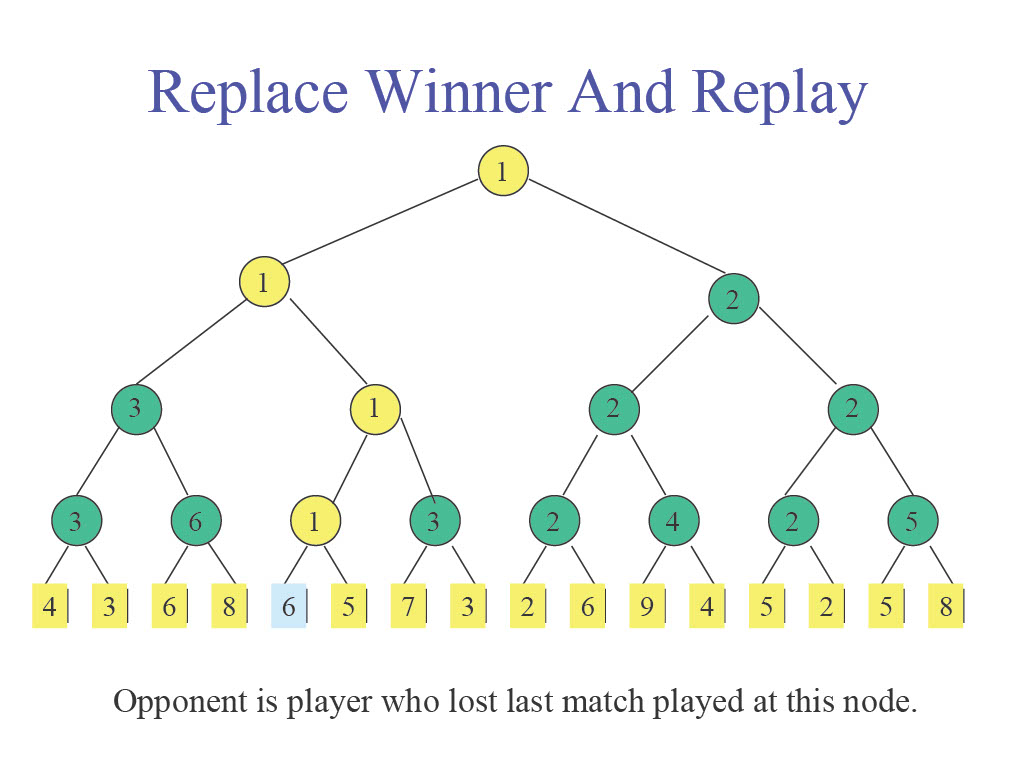 Replace Winner And Replay
1
1
2
3 1 2 2
3 6 1 3 2 4 2 5
4 3 6 8 6 5 7 3 2 6 9 4 5 2 5 8
Opponent is player who lost last match played at this node.